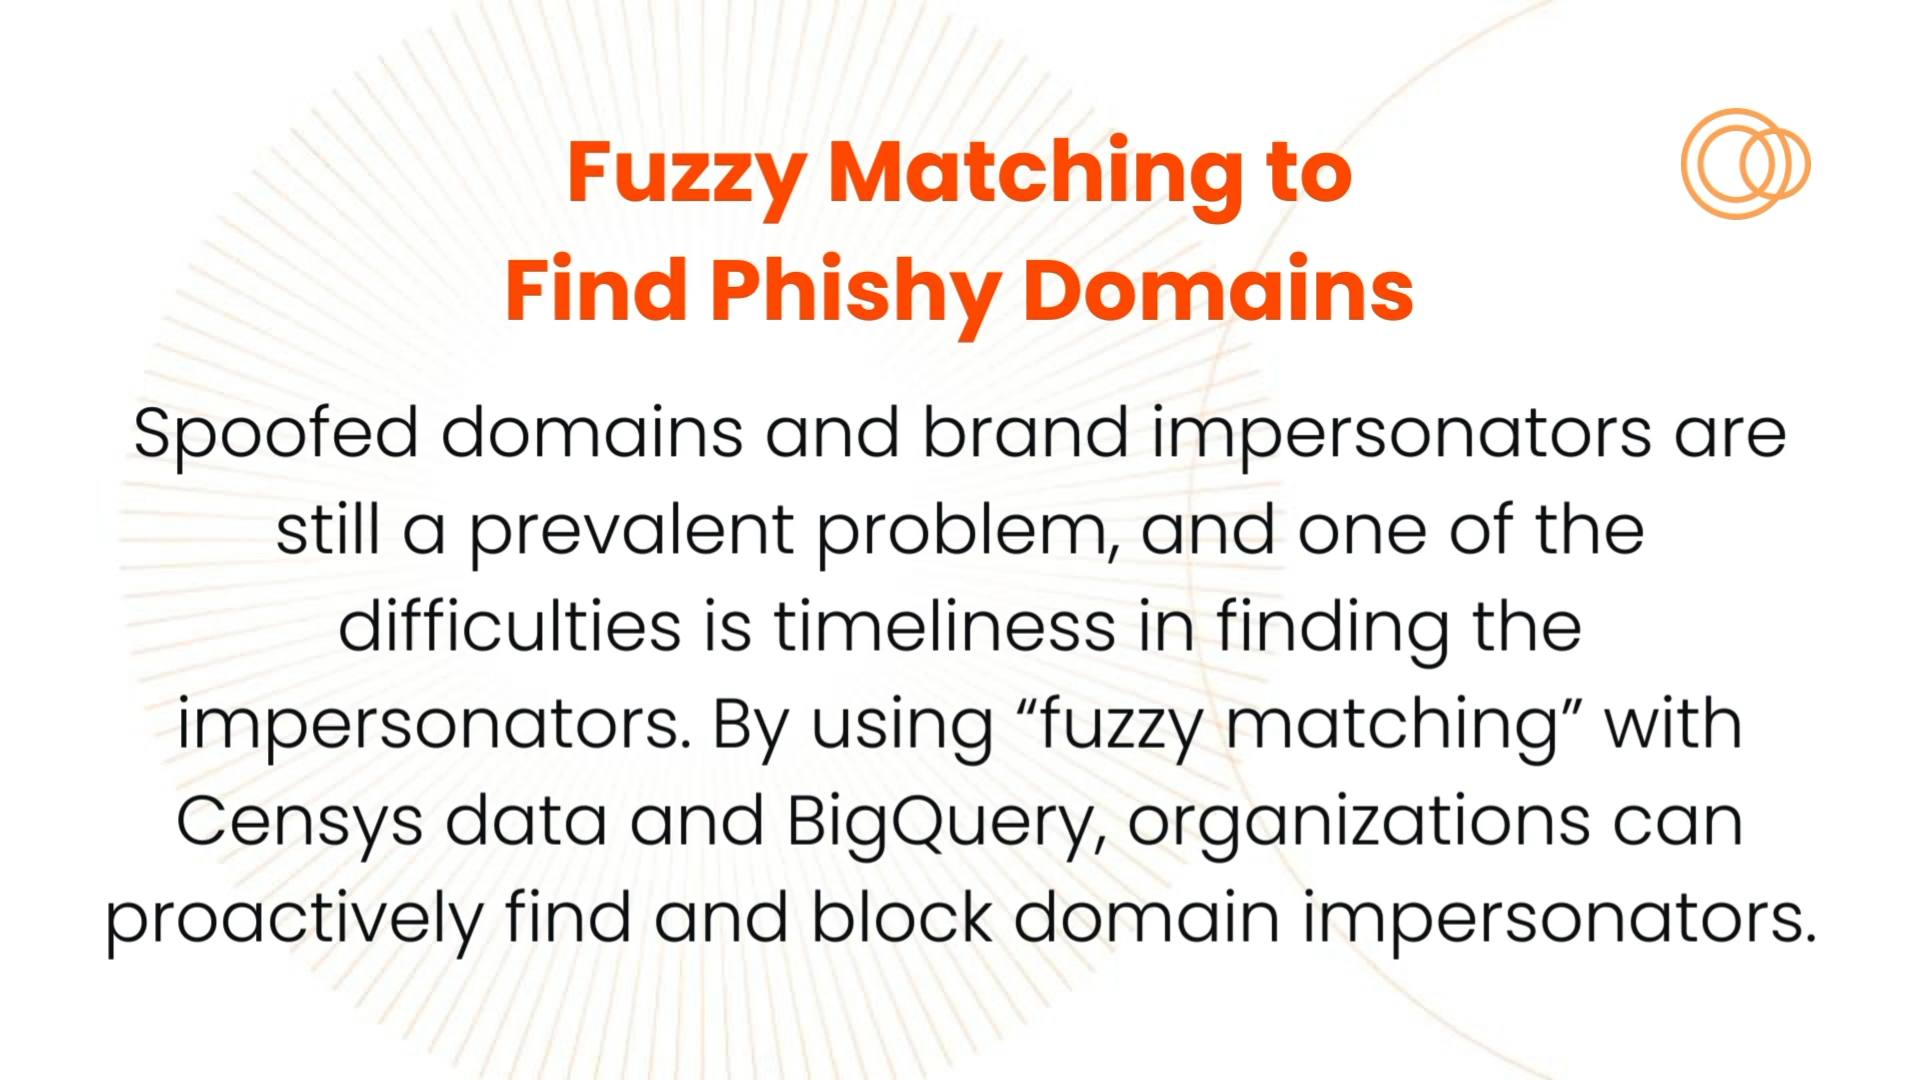 Fuzzy Matching to
Find Phishy Domains
Spoofed domains and brand impersonators are
still a prevalent problem, and one of the
difficulties is timeliness in finding the
impersonators. By using “fuzzy matching” with
Censys data and BigQuery, organizations can
proactively find and block domain impersonators.